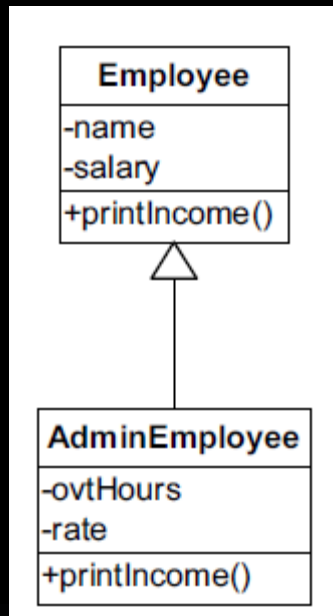 Employee
-name
-salary
+printIncome()
AdminEmployee
-ovtHours
-rate
+printIncome()